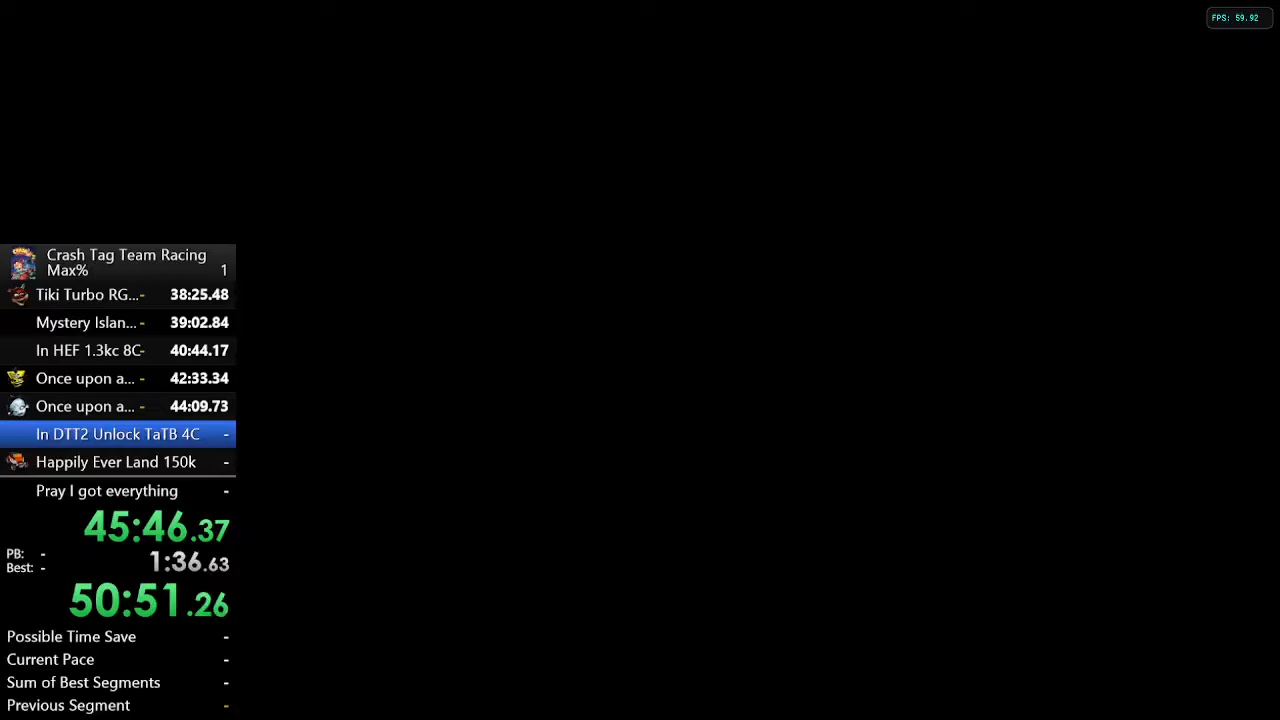 FPS: 59.92
Crash Tag Team Racing
Max% 1
Tiki Turbo RG...- 38:25.48
Mystery Islan... - 39:02.84
In HEF 1.3kc 8C- 40:44.17
Once upon a... - 42:33.34
Once upon a... - 44:09.73
In DTT2 Unlock TaTB 4C -
Happily Ever Land 150k -
Pray I got everything -
45:46.37
PB: -
Best: - 1:36.63
50:51.26
Possible Time Save -
Current Pace -
Sum of Best Segments -
Previous Segment -